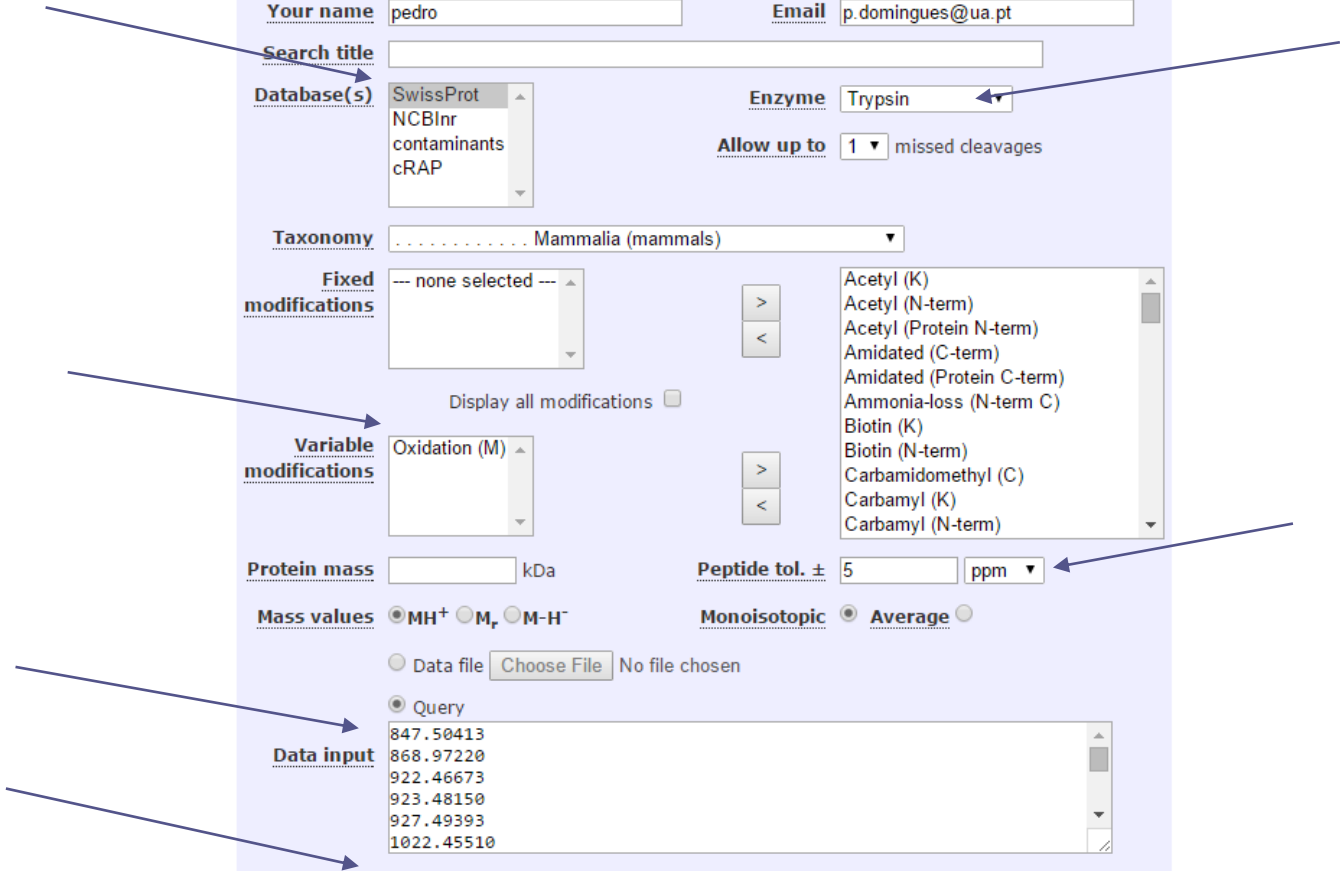 Your name pedro Email p.domingues@ua.pt
Search title
Database(s) SwissProt Enzyme Trypsin
NCBInr
contaminants Allow up to 1 missed cleavages
cRAP
Taxonomy . . . . . . . . . . . . Mammalia (mammals)
Fixed modifications --- none selected ---
Acetyl (K)
Acetyl (N-term)
Acetyl (Protein N-term)
Amidated (C-term)
Amidated (Protein C-term)
Ammonia-loss (N-term C)
Biotin (K)
Biotin (N-term)
Carbamidomethyl (C)
Carbamyl (K)
Carbamyl (N-term)
> 
<
Display all modifications
Variable modifications Oxidation (M)
>
<
Protein mass kDa Peptide tol. ± 5 ppm
Mass values MH+ Mr M-H- Monoisotopic Average
Data file Choose File No file chosen
Query
Data input
847.50413
868.97220
922.46673
923.48150
927.49393
1022.45510